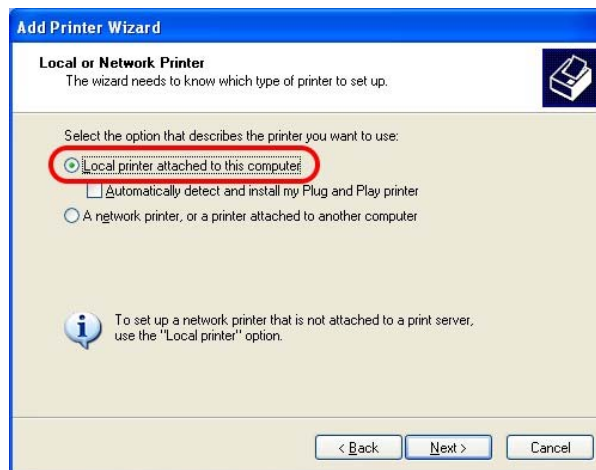 Add Printer Wizard
Local or Network Printer
The wizard needs to know which type of printer to set up.
Select the option that describes the printer you want to use:
Local printer attached to this computer
Automatically detect and install my Plug and Play printer
A network printer, or a printer attached to another computer
To set up a network printer that is not attached to a print server,
use the "Local printer" option.
< Back Next > Cancel